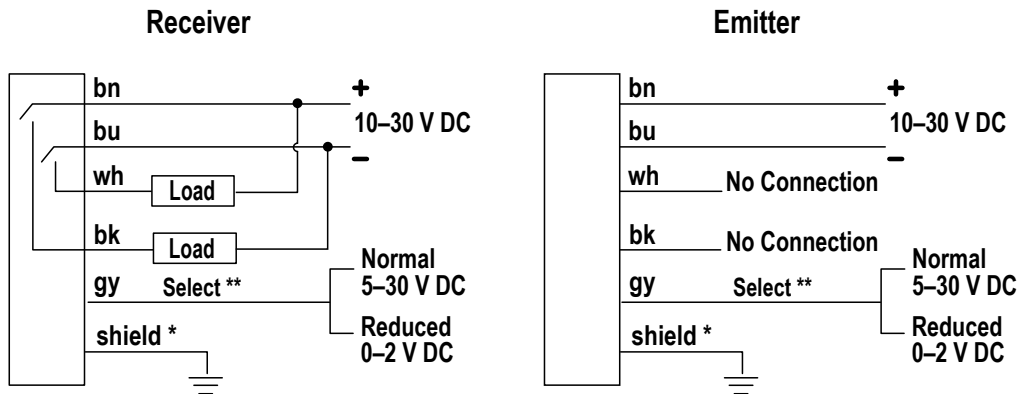 Receiver
bn
+
10–30 V DC
bu
–
wh
Load
bk
Load
gy
Select **
Normal
5–30 V DC
Reduced
0–2 V DC
shield *
Emitter
bn
+
10–30 V DC
bu
–
wh
No Connection
bk
No Connection
gy
Select **
Normal
5–30 V DC
Reduced
0–2 V DC
shield *